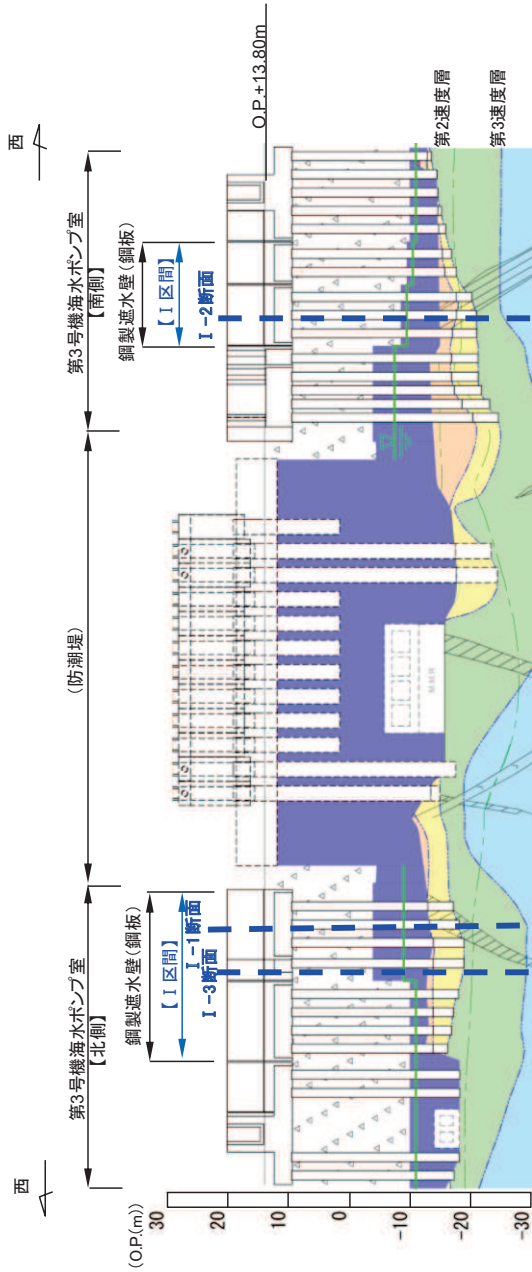 西
西
第3号機海水ポンプ室
【北側】
(防潮堤)
第3号機海水ポンプ室
【南側】
鋼製遮水壁(鋼板)
鋼製遮水壁(鋼板)
【Ⅰ区間】
【Ⅰ区間】
Ⅰ-1断面
Ⅰ-3断面
Ⅰ-2断面
O.P.+13.80m
(O.P.(m))
30
20
10
0
-10
-20
-30
MMR
第2速度層
第3速度層